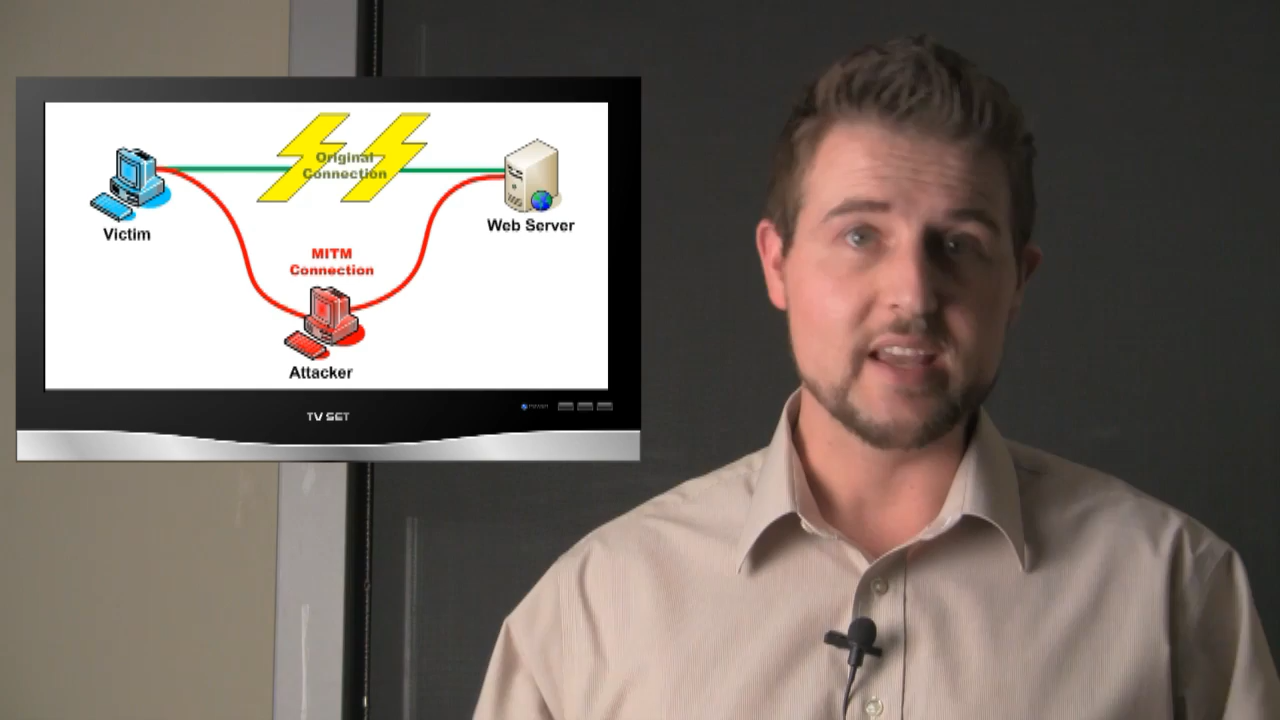 Original
Connection
Victim
Web Server
MITM
Connection
Attacker
TV SET